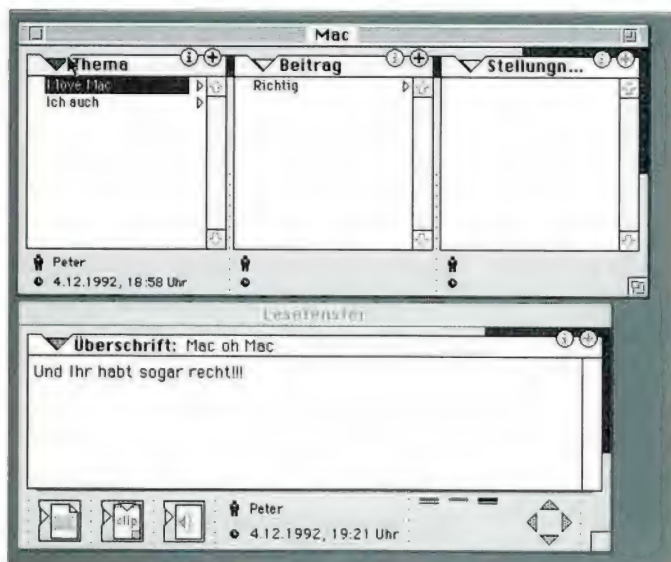 Mac
Thema
Beitrag
Stellungn...
I love Mac
Ich auch
Richtig
Peter
4.12.1992, 18:58 Uhr
Lesefenster
Überschrift: Mac oh Mac
Und Ihr habt sogar recht!!!
clip
Peter
4.12.1992, 19:21 Uhr